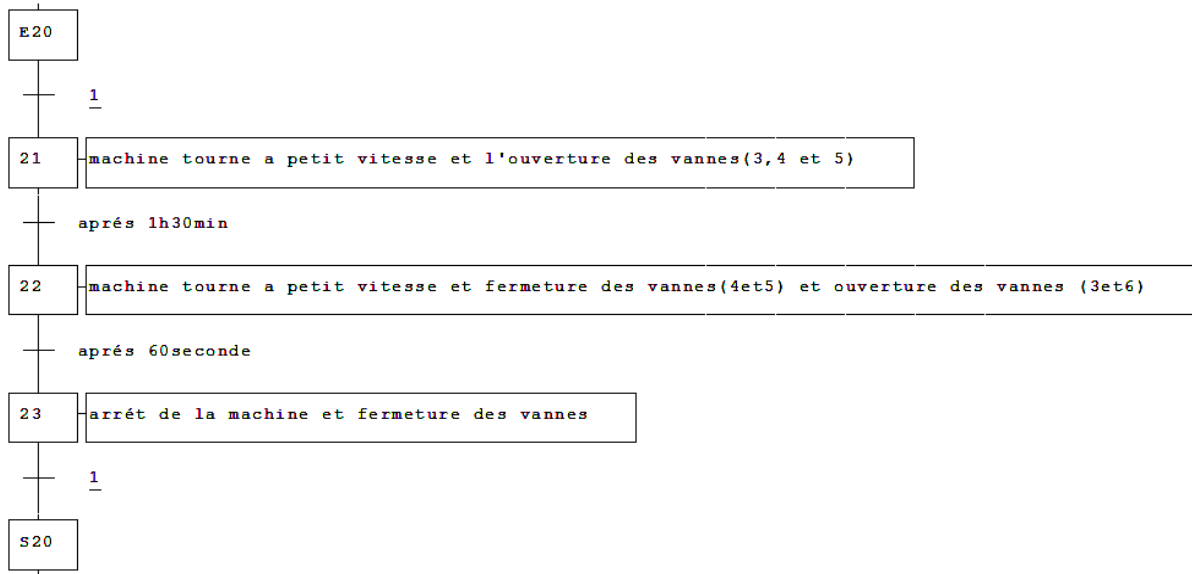 E20
1
21 machine tourne a petit vitesse et l'ouverture des vannes(3,4 et 5)
aprés 1h30min
22 machine tourne a petit vitesse et fermeture des vannes(4et5) et ouverture des vannes (3et6)
aprés 60seconde
23 arrét de la machine et fermeture des vannes
1
S20